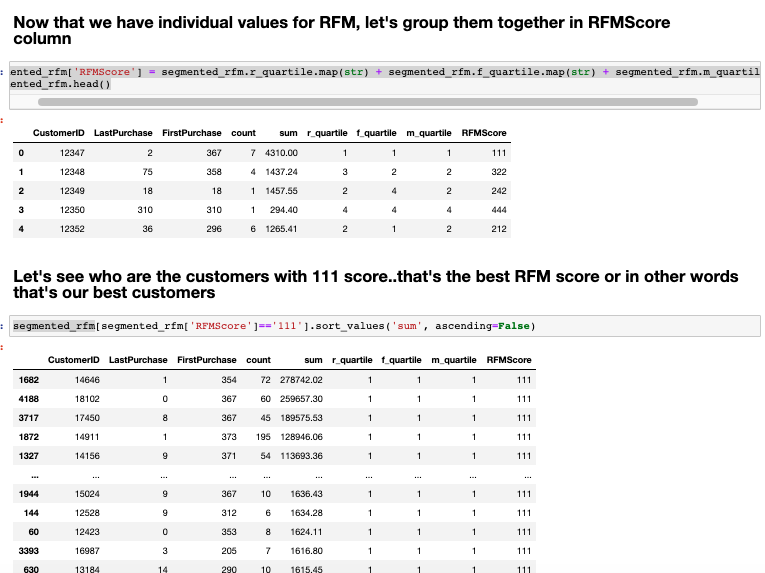 Now that we have individual values for RFM, let's group them together in RFMScore
column
: ented_rfm['RFMScore'] = segmented_rfm.r_quartile.map(str) + segmented_rfm.f_quartile.map(str) + segmented_rfm.m_quartil
ented_rfm.head()
:
CustomerID LastPurchase FirstPurchase count sum r_quartile f_quartile m_quartile RFMScore
0 12347 2 367 7 4310.00 1 1 1 111
1 12348 75 358 4 1437.24 3 2 2 322
2 12349 18 18 1 1457.55 2 4 2 242
3 12350 310 310 1 294.40 4 4 4 444
4 12352 36 296 6 1265.41 2 1 2 212
Let's see who are the customers with 111 score..that's the best RFM score or in other words
that's our best customers
: segmented_rfm[segmented_rfm['RFMScore']=='111'].sort_values('sum', ascending=False)
:
CustomerID LastPurchase FirstPurchase count sum r_quartile f_quartile m_quartile RFMScore
1682 14646 1 354 72 278742.02 1 1 1 111
4188 18102 0 367 60 259657.30 1 1 1 111
3717 17450 8 367 45 189575.53 1 1 1 111
1872 14911 1 373 195 128946.06 1 1 1 111
1327 14156 9 371 54 113693.36 1 1 1 111
... ... ... ... ... ... ... ... ... ...
1944 15024 9 367 10 1636.43 1 1 1 111
144 12528 9 312 6 1634.28 1 1 1 111
60 12423 0 353 8 1624.11 1 1 1 111
3393 16987 3 205 7 1616.80 1 1 1 111
630 13184 14 290 10 1615.45 1 1 1 111